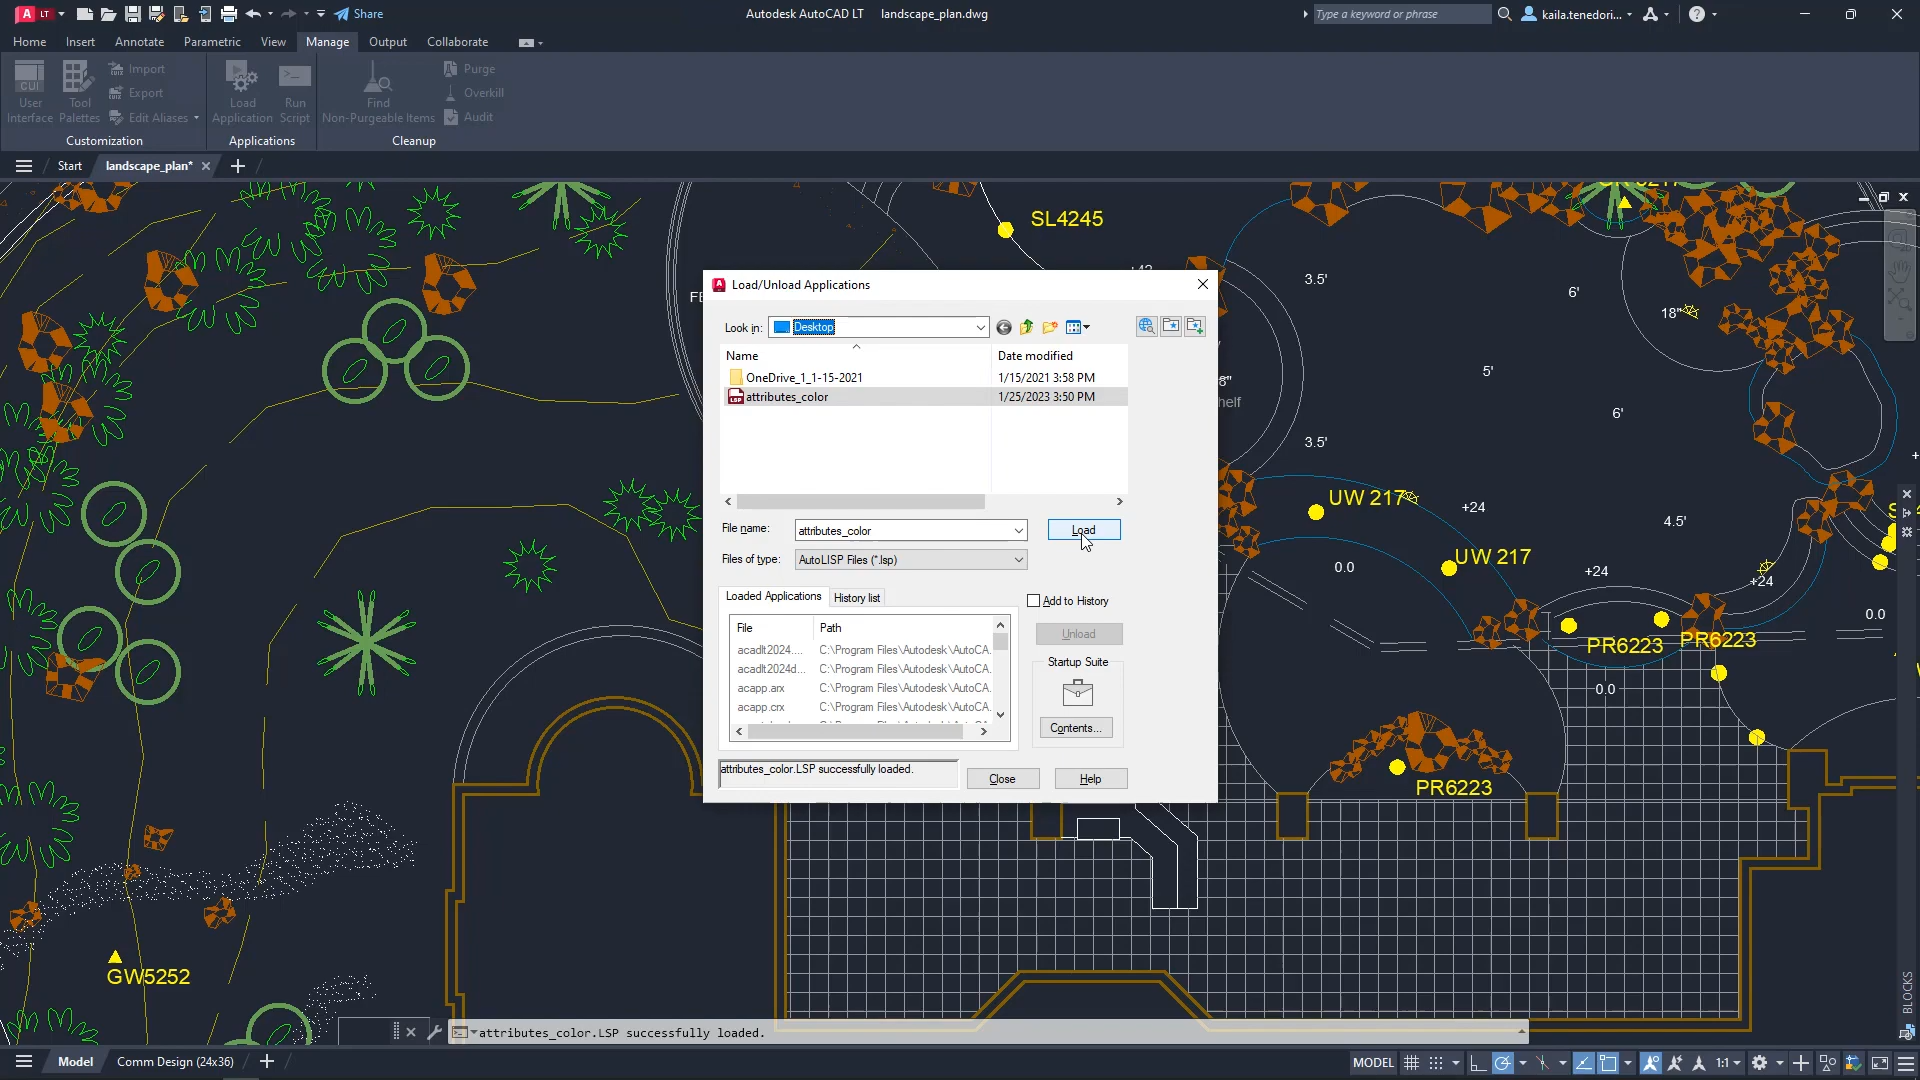 A LT Share Autodesk AutoCAD LT landscape_plan.dwg Type a keyword or phrase kaila.tenedori...
Home Insert Annotate Parametric View Manage Output Collaborate
CUI
User Interface
Tool Palettes
Import
Export
Edit Aliases
Load Application
Run Script
Find Non-Purgeable Items
Purge
Overkill
Audit
Customization Applications Cleanup
Start landscape_plan*
SL4245
3.5'
6'
18"
5'
6'
3.5'
UW 217
+24
4.5'
UW 217
0.0
+24
+24
0.0
PR6223
PR6223
0.0
PR6223
GW5252
Load/Unload Applications
Look in: Desktop
Name Date modified
OneDrive_1_1-15-2021 1/15/2021 3:58 PM
attributes_color 1/25/2023 3:50 PM
File name: attributes_color Load
Files of type: AutoLISP Files (*.lsp)
Loaded Applications History list Add to History
File Path
Unload
acadlt2024.... C:\Program Files\Autodesk\AutoCA.
acadlt2024d... C:\Program Files\Autodesk\AutoCA.
acapp.arx C:\Program Files\Autodesk\AutoCA.
acapp.crx C:\Program Files\Autodesk\AutoCA.
Startup Suite
Contents...
attributes_color.LSP successfully loaded. Close Help
BLOCKS
attributes_color.LSP successfully loaded.
Model Comm Design (24x36) MODEL 1:1